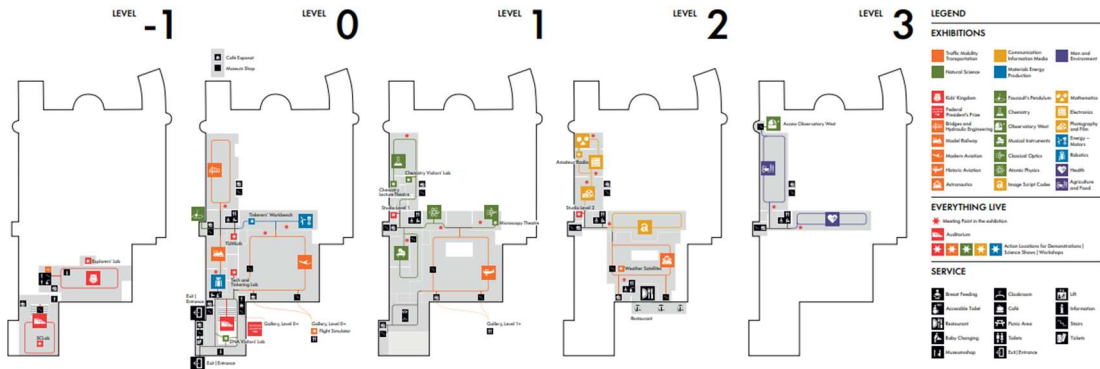 LEVEL -1
Explorers' Lab
TUMLab
LEVEL 0
Café Espanet
Museum Shop
Tinkerers' Workbench
Tech and Tinkering Lab
Exit | Entrance
Gallery, Level 0+
Gallery, Level 0+
Flight Simulator
DNA Visitors' Lab
Exit | Entrance
LEVEL 1
Chemistry Visitors' Lab
Chemistry Lecture Theatre
Studio Level 1
Microscopy Theatre
Gallery, Level 1+
LEVEL 2
Amateur Radio
Studio Level 2
Weather Satellites
Restaurant
LEVEL 3
Access Observatory West
LEGEND
EXHIBITIONS
Traffic Mobility Transportation
Communication Information Media
Man and Environment
Natural Science
Materials Energy Production
Kids' Kingdom
Foucault's Pendulum
Mathematics
Federal President's Prize
Chemistry
Electronics
Bridges and Hydraulic Engineering
Observatory West
Photography and Film
Model Railway
Musical Instruments
Energy – Motors
Modern Aviation
Classical Optics
Robotics
Historic Aviation
Atomic Physics
Health
Astronautics
Image Script Codes
Agriculture and Food
EVERYTHING LIVE
Meeting Point in the exhibition
Auditorium
Action Locations for Demonstrations | Science Shows | Workshops
SERVICE
Breast Feeding
Cloakroom
Lift
Accessible Toilet
Café
Information
Restaurant
Picnic Area
Stairs
Baby Changing
Toilets
Tickets
Museumshop
Exit | Entrance